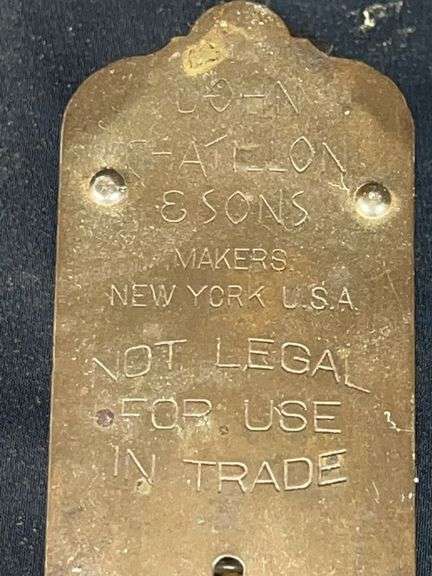 JOHN
CHATILLON
& SONS
MAKERS
NEW YORK U.S.A.
NOT LEGAL
FOR USE
IN TRADE